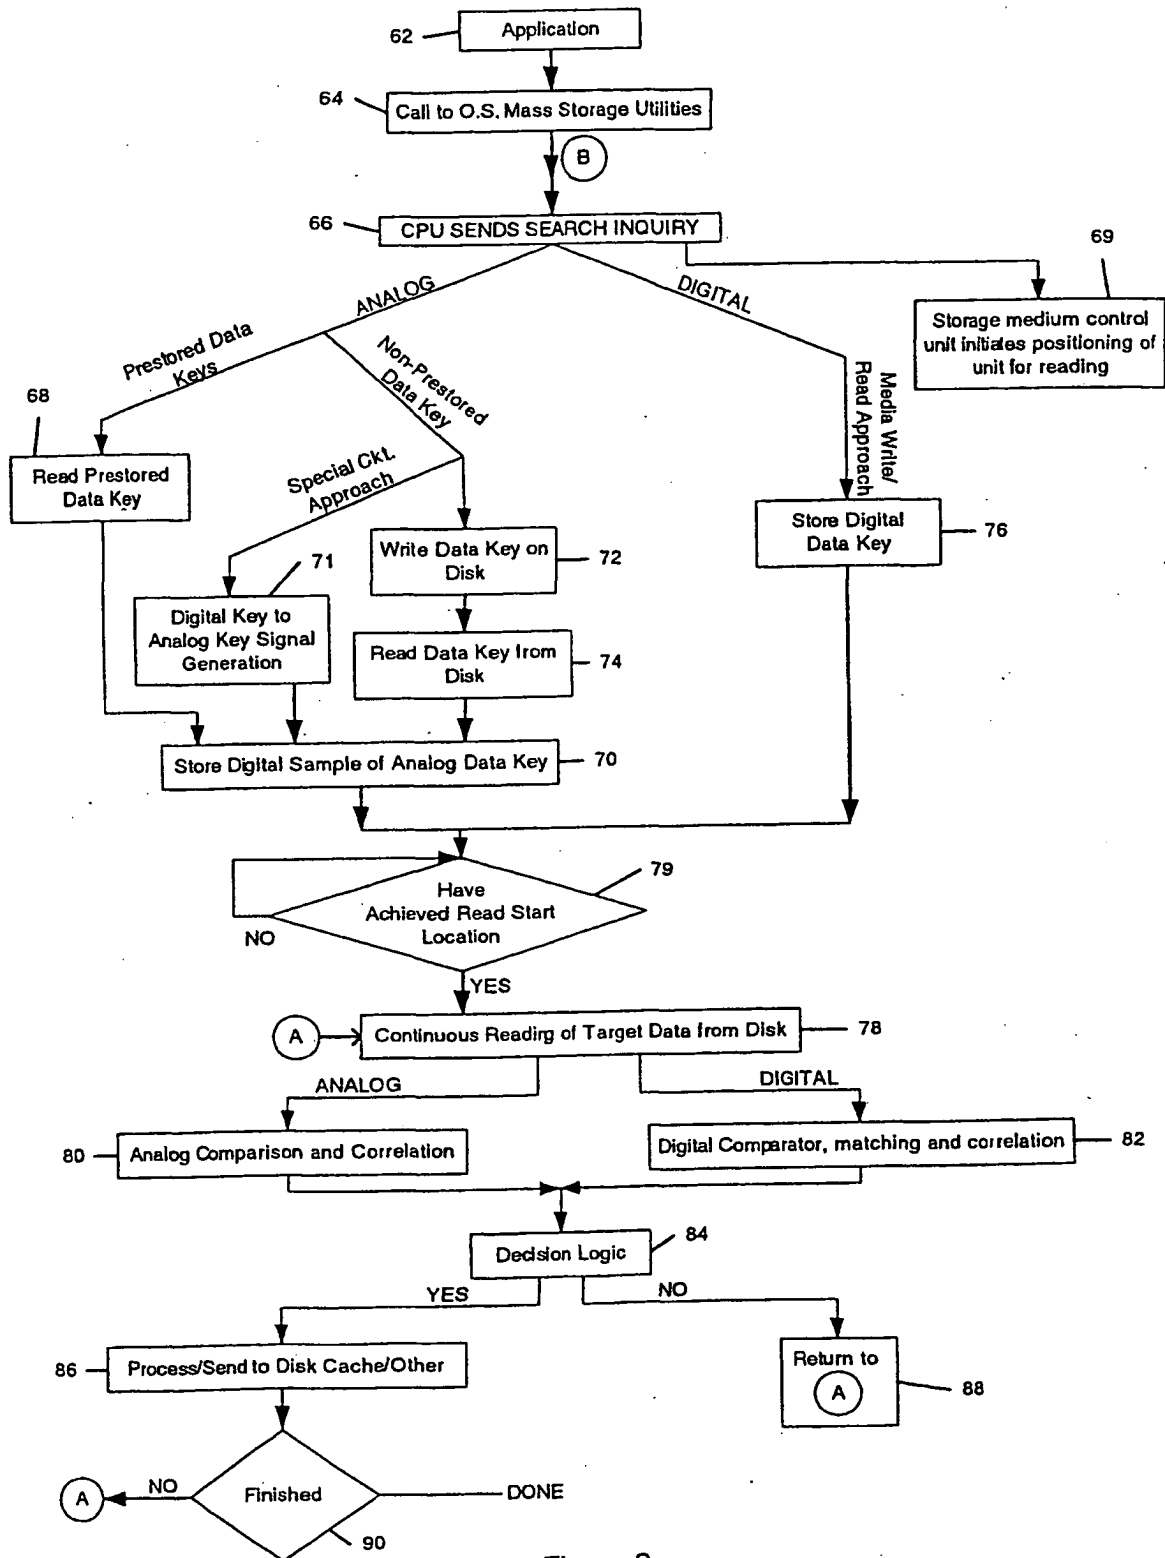 62
Application
64
Call to O.S. Mass Storage Utilities
B
66
CPU SENDS SEARCH INQUIRY
69
ANALOG
DIGITAL
Storage medium control
unit initiates positioning of
unit for reading
Prestored Data
Keys
Non-Prestored
Data Key
Media Write/
Read Approach
68
Read Prestored
Data Key
Special Ckt.
Approach
Store Digital
Data Key
76
71
Write Data Key on
Disk
72
Digital Key to
Analog Key Signal
Generation
Read Data Key from
Disk
74
Store Digital Sample of Analog Data Key
70
79
Have
Achieved Read Start
Location
NO
YES
A
Continuous Reading of Target Data from Disk
78
ANALOG
DIGITAL
80
Analog Comparison and Correlation
Digital Comparator, matching and correlation
82
Decision Logic
84
YES
NO
86
Process/Send to Disk Cache/Other
Return to
A
88
A
NO
Finished
DONE
90